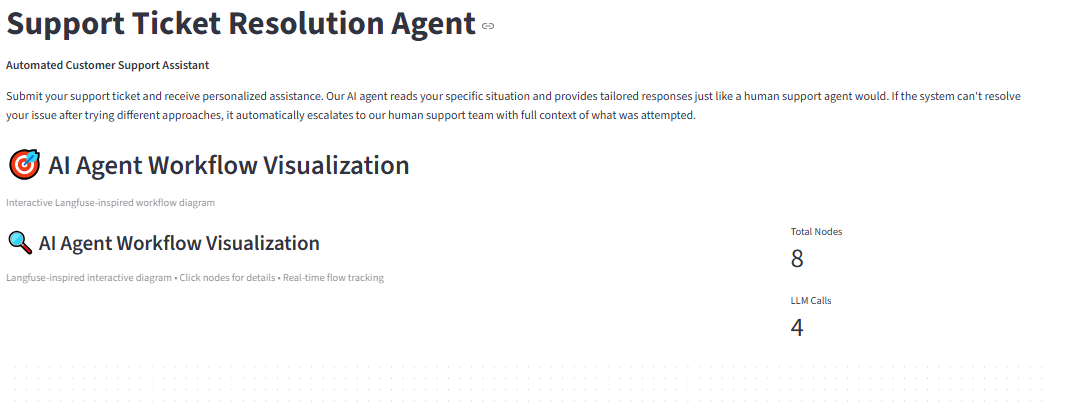 Support Ticket Resolution Agent
Automated Customer Support Assistant
Submit your support ticket and receive personalized assistance. Our AI agent reads your specific situation and provides tailored responses just like a human support agent would. If the system can't resolve
your issue after trying different approaches, it automatically escalates to our human support team with full context of what was attempted.
AI Agent Workflow Visualization
Interactive Langfuse-inspired workflow diagram
AI Agent Workflow Visualization
Langfuse-inspired interactive diagram • Click nodes for details • Real-time flow tracking
Total Nodes
8
LLM Calls
4